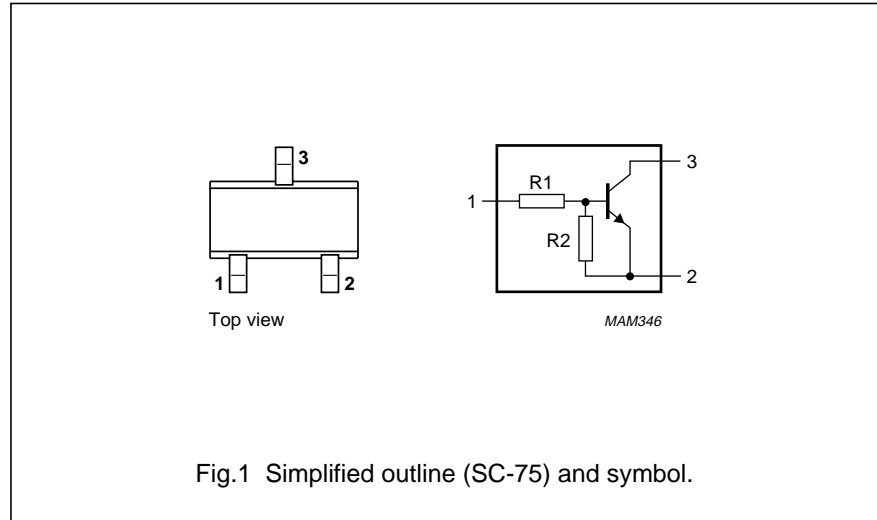 3
1
2
Top view
1
R1
R2
3
2
MAM346
Fig.1 Simplified outline (SC-75) and symbol.